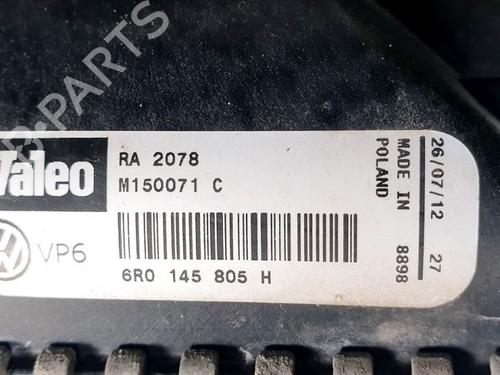 Valeo
RA 2078
M150071 C
VP6
6R0 145 805 H
MADE IN
POLAND
8898
26/07/12
27
B-PARTS